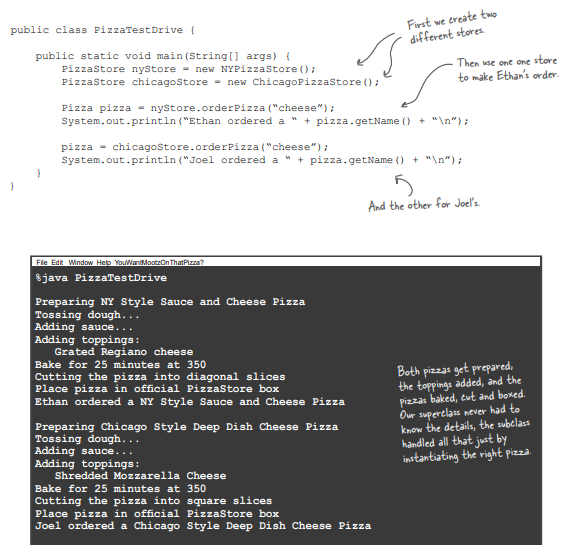 public class PizzaTestDrive {
First we create two
different stores.
public static void main(String[] args) {
PizzaStore nyStore = new NYPizzaStore();
PizzaStore chicagoStore = new ChicagoPizzaStore();
Then use one one store
to make Ethan's order.
Pizza pizza = nyStore.orderPizza(“cheese”);
System.out.println(“Ethan ordered a “ + pizza.getName() + “\n”);
pizza = chicagoStore.orderPizza(“cheese”);
System.out.println(“Joel ordered a “ + pizza.getName() + “\n”);
}
}
And the other for Joel's.
File Edit Window Help YouWantMootzOnThatPizza?
%java PizzaTestDrive
Preparing NY Style Sauce and Cheese Pizza
Tossing dough...
Adding sauce...
Adding toppings:
Grated Regiano cheese
Bake for 25 minutes at 350
Cutting the pizza into diagonal slices
Place pizza in official PizzaStore box
Ethan ordered a NY Style Sauce and Cheese Pizza
Preparing Chicago Style Deep Dish Cheese Pizza
Tossing dough...
Adding sauce...
Adding toppings:
Shredded Mozzarella Cheese
Bake for 25 minutes at 350
Cutting the pizza into square slices
Place pizza in official PizzaStore box
Joel ordered a Chicago Style Deep Dish Cheese Pizza
Both pizzas get prepared,
the toppings added, and the
pizzas baked, cut and boxed.
Our superclass never had to
know the details, the subclass
handled all that just by
instantiating the right pizza.